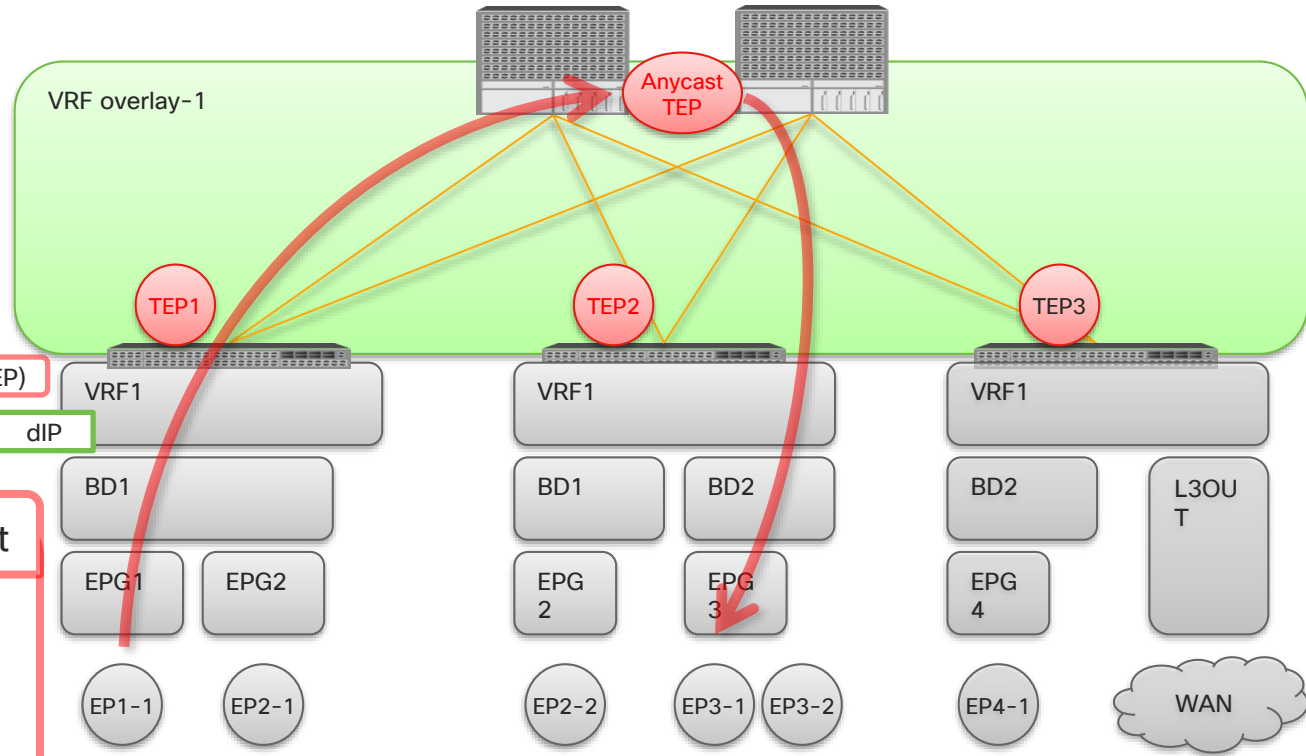 Anycast
TEP
VRF overlay-1
TEP1
TEP2
TEP3
EP)
VRF1
VRF1
VRF1
dIP
BD1
BD1
BD2
BD2
L3OU
T
t
EPG1
EPG2
EPG
2
EPG
3
EPG
4
EP1-1
EP2-1
EP2-2
EP3-1
EP3-2
EP4-1
WAN